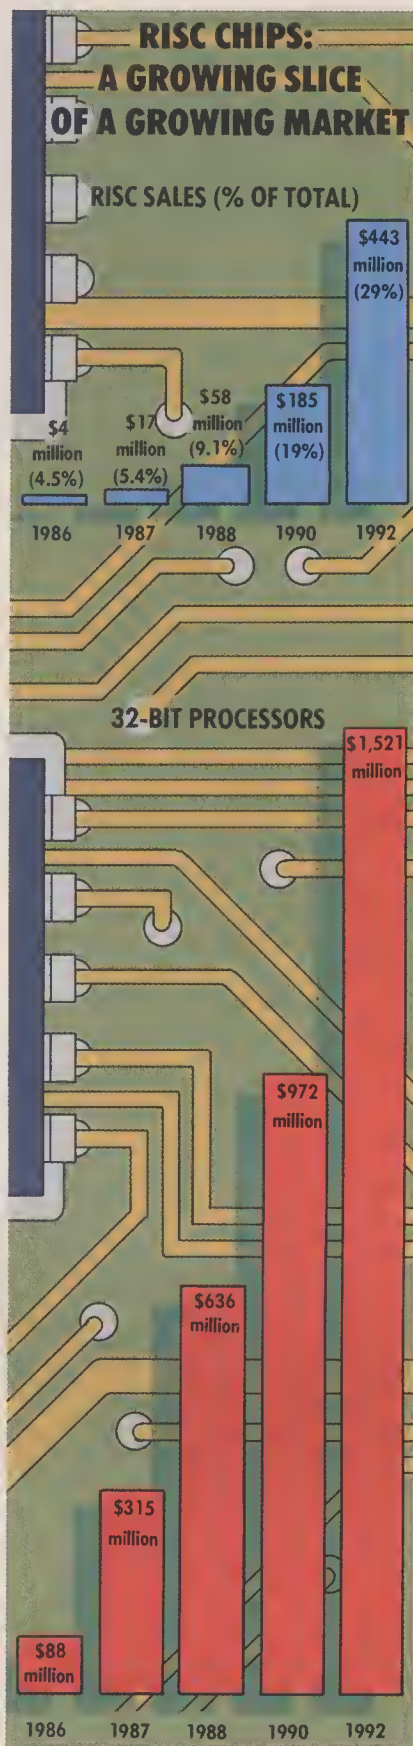 RISC CHIPS:
A GROWING SLICE
OF A GROWING MARKET
RISC SALES (% OF TOTAL)
$4
million
(4.5%)
$17
million
(5.4%)
$58
million
(9.1%)
$185
million
(19%)
$443
million
(29%)
1986 1987 1988 1990 1992
32-BIT PROCESSORS
$88
million
$315
million
$636
million
$972
million
$1,521
million
1986 1987 1988 1990 1992